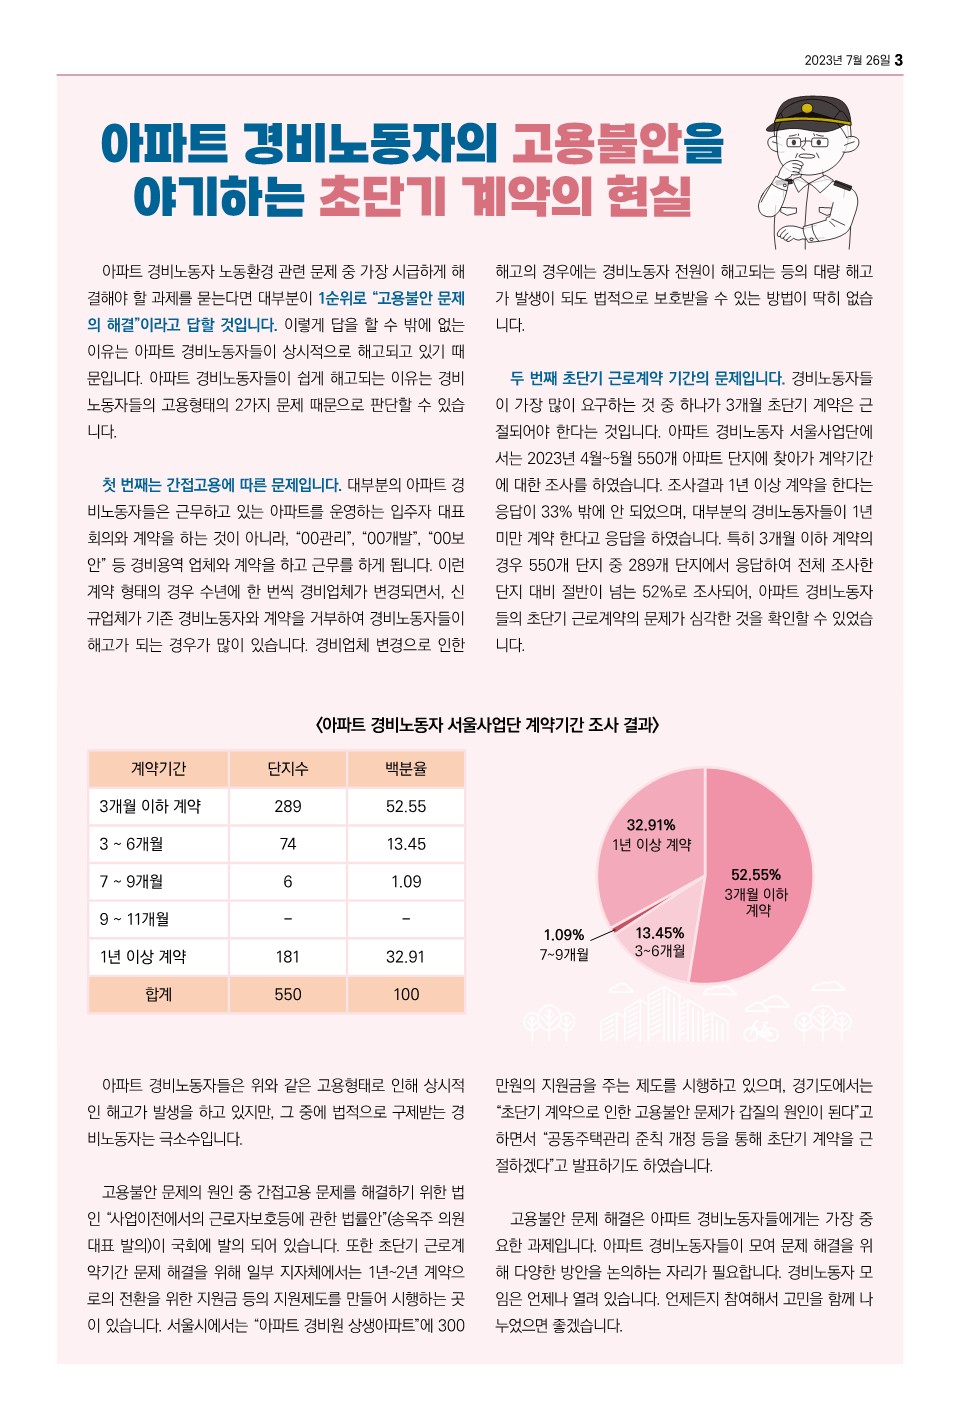 2023년 7월 26일 3
아파트 경비노동자의 고용불안을
야기하는 초단기 계약의 현실
아파트 경비노동자 노동환경 관련 문제 중 가장 시급하게 해
결해야 할 과제를 묻는다면 대부분이 1순위로 “고용불안 문제
의 해결”이라고 답할 것입니다. 이렇게 답을 할 수 밖에 없는
이유는 아파트 경비노동자들이 상시적으로 해고되고 있기 때
문입니다. 아파트 경비노동자들이 쉽게 해고되는 이유는 경비
노동자들의 고용형태의 2가지 문제 때문으로 판단할 수 있습
니다.
첫 번째는 간접고용에 따른 문제입니다. 대부분의 아파트 경
비노동자들은 근무하고 있는 아파트를 운영하는 입주자 대표
회의와 계약을 하는 것이 아니라, “00관리”, “00개발”, “00보
안” 등 경비용역 업체와 계약을 하고 근무를 하게 됩니다. 이런
계약 형태의 경우 수년에 한 번씩 경비업체가 변경되면서, 신
규업체가 기존 경비노동자와 계약을 거부하여 경비노동자들이
해고가 되는 경우가 많이 있습니다. 경비업체 변경으로 인한
해고의 경우에는 경비노동자 전원이 해고되는 등의 대량 해고
가 발생이 되도 법적으로 보호받을 수 있는 방법이 딱히 없습
니다.
두 번째 초단기 근로계약 기간의 문제입니다. 경비노동자들
이 가장 많이 요구하는 것 중 하나가 3개월 초단기 계약은 근
절되어야 한다는 것입니다. 아파트 경비노동자 서울사업단에
서는 2023년 4월~5월 550개 아파트 단지에 찾아가 계약기간
에 대한 조사를 하였습니다. 조사결과 1년 이상 계약을 한다는
응답이 33% 밖에 안 되었으며, 대부분의 경비노동자들이 1년
미만 계약 한다고 응답을 하였습니다. 특히 3개월 이하 계약의
경우 550개 단지 중 289개 단지에서 응답하여 전체 조사한
단지 대비 절반이 넘는 52%로 조사되어, 아파트 경비노동자
들의 초단기 근로계약의 문제가 심각한 것을 확인할 수 있었습
니다.
〈아파트 경비노동자 서울사업단 계약기간 조사 결과〉
계약기간 단지수 백분율
3개월 이하 계약 289 52.55
3 ~ 6개월 74 13.45
7 ~ 9개월 6 1.09
9 ~ 11개월 – –
1년 이상 계약 181 32.91
합계 550 100
32.91%
1년 이상 계약
52.55%
3개월 이하
계약
1.09%
7~9개월
13.45%
3~6개월
아파트 경비노동자들은 위와 같은 고용형태로 인해 상시적
인 해고가 발생을 하고 있지만, 그 중에 법적으로 구제받는 경
비노동자는 극소수입니다.
고용불안 문제의 원인 중 간접고용 문제를 해결하기 위한 법
인 “사업이전에서의 근로자보호등에 관한 법률안”(송옥주 의원
대표 발의)이 국회에 발의 되어 있습니다. 또한 초단기 근로계
약기간 문제 해결을 위해 일부 지자체에서는 1년~2년 계약으
로의 전환을 위한 지원금 등의 지원제도를 만들어 시행하는 곳
이 있습니다. 서울시에서는 “아파트 경비원 상생아파트”에 300
만원의 지원금을 주는 제도를 시행하고 있으며, 경기도에서는
“초단기 계약으로 인한 고용불안 문제가 갑질의 원인이 된다”고
하면서 “공동주택관리 준칙 개정 등을 통해 초단기 계약을 근
절하겠다”고 발표하기도 하였습니다.
고용불안 문제 해결은 아파트 경비노동자들에게는 가장 중
요한 과제입니다. 아파트 경비노동자들이 모여 문제 해결을 위
해 다양한 방안을 논의하는 자리가 필요합니다. 경비노동자 모
임은 언제나 열려 있습니다. 언제든지 참여해서 고민을 함께 나
누었으면 좋겠습니다.